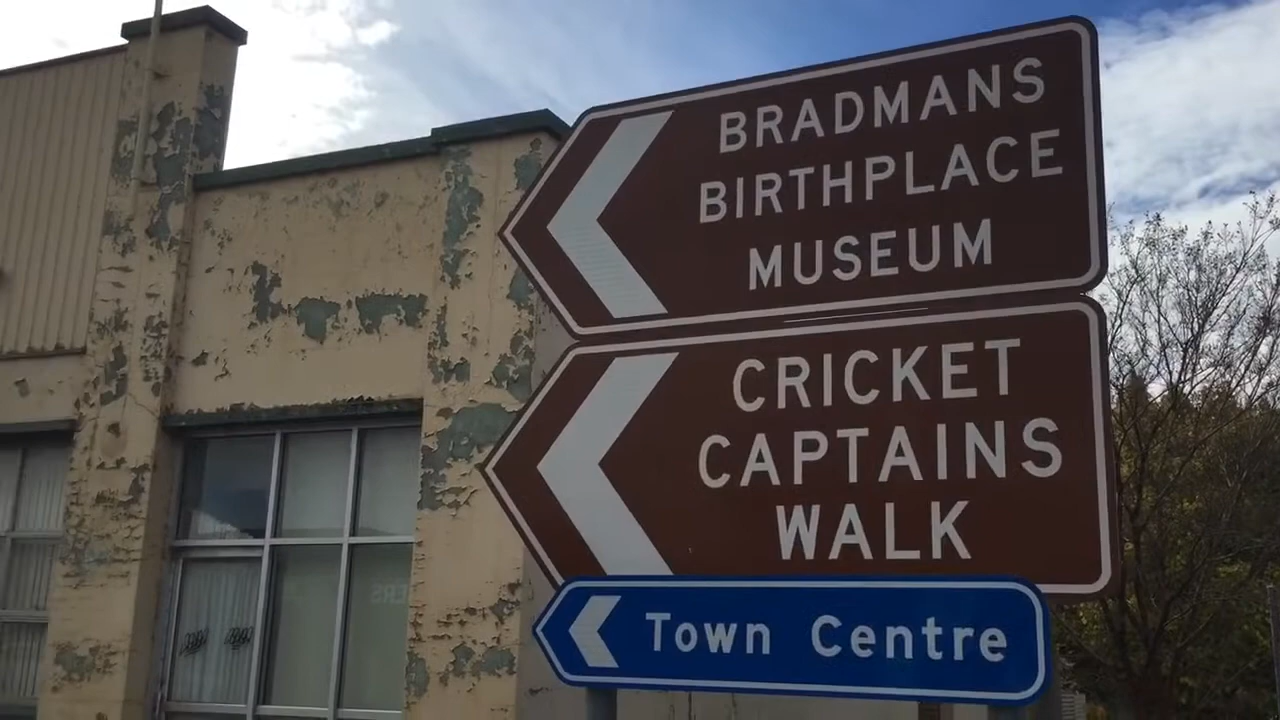 BRADMANS
BIRTHPLACE
MUSEUM
CRICKET
CAPTAINS
WALK
Town Centre